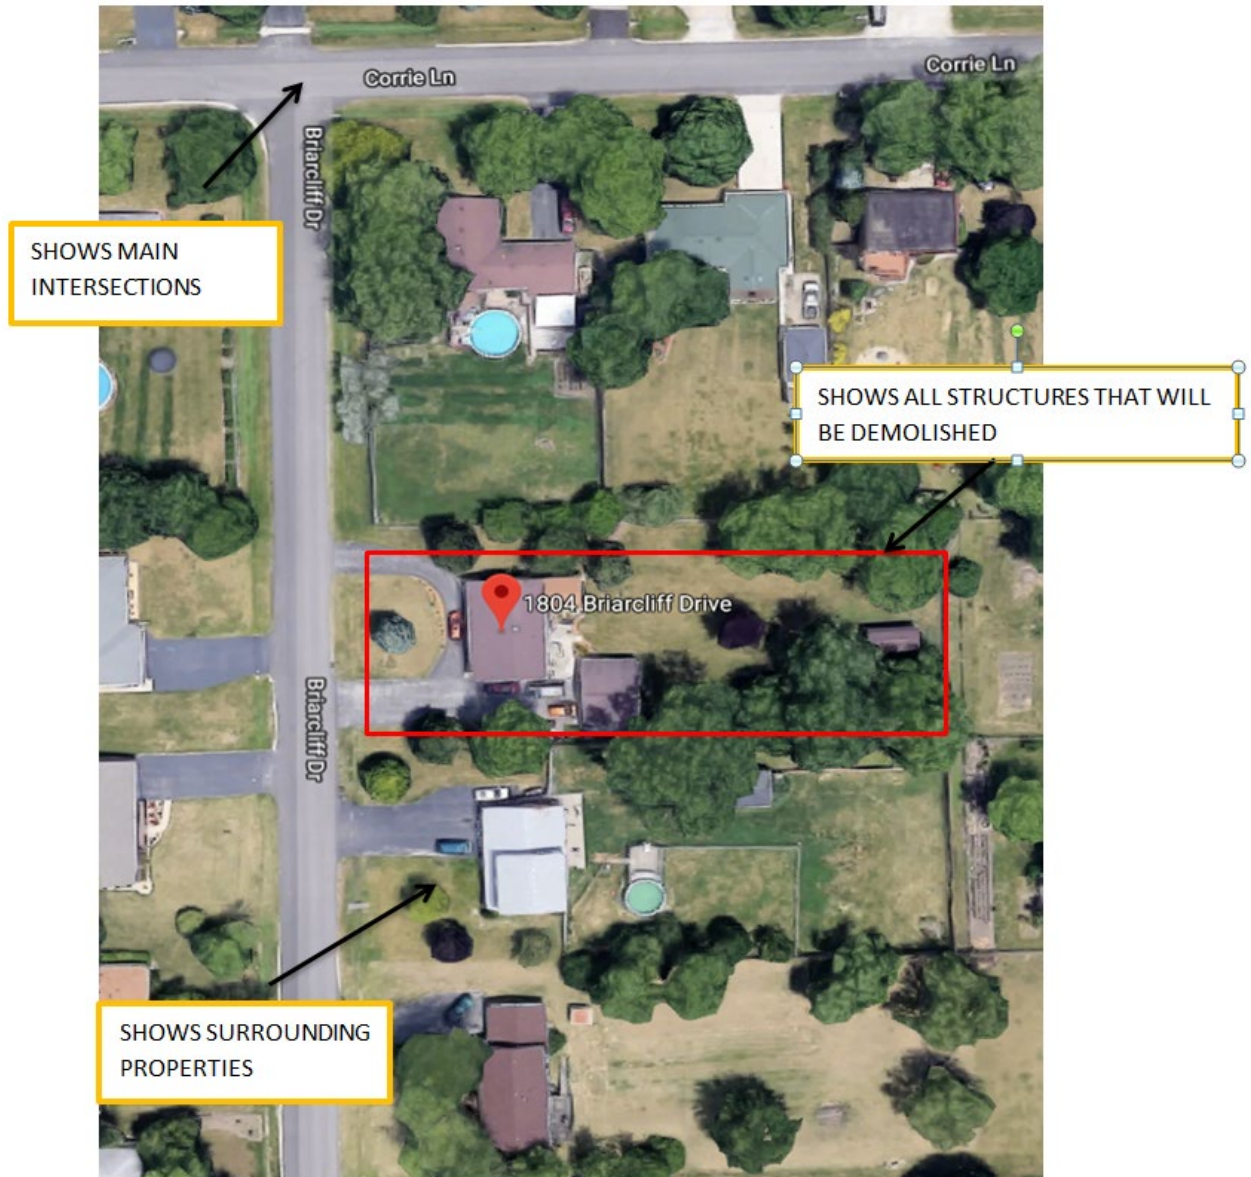 Corrie Ln
Corrie Ln
Briarcliff Dr
SHOWS MAIN
INTERSECTIONS
SHOWS ALL STRUCTURES THAT WILL
BE DEMOLISHED
1804 Briarcliff Drive
Briarcliff Dr
SHOWS SURROUNDING
PROPERTIES